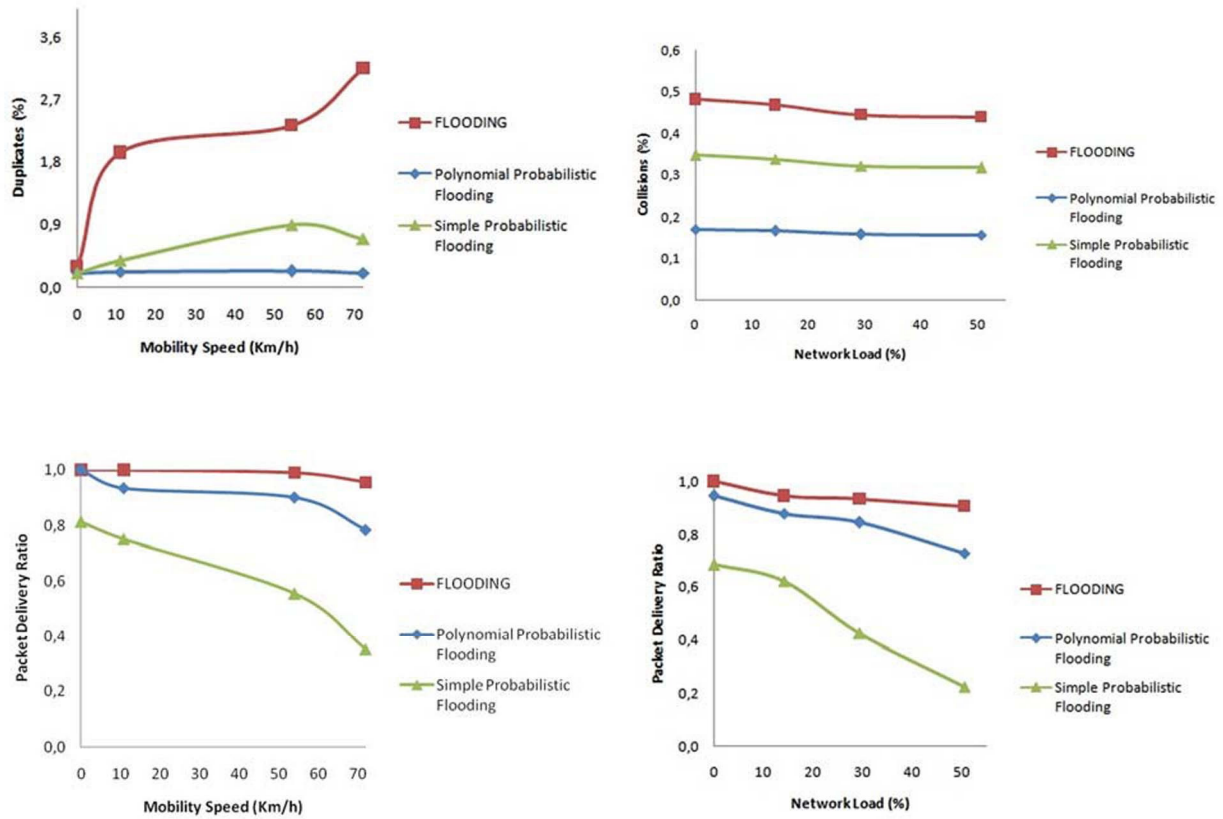 3,6
2,7
1,8
0,9
0,0
Duplicates (%)
0 10 20 30 40 50 60 70
Mobility Speed (Km/h)
FLOODING
Polynomial Probabilistic
Flooding
Simple Probabilistic
Flooding
0,6
0,5
0,4
0,3
0,2
0,1
0,0
Collisions (%)
0 10 20 30 40 50
Network Load (%)
FLOODING
Polynomial Probabilistic
Flooding
Simple Probabilistic
Flooding
1,0
0,8
0,6
0,4
0,2
0,0
Packet Delivery Ratio
0 10 20 30 40 50 60 70
Mobility Speed (Km/h)
FLOODING
Polynomial Probabilistic
Flooding
Simple Probabilistic
Flooding
1,0
0,8
0,6
0,4
0,2
0,0
Packet Delivery Ratio
0 10 20 30 40 50
Network Load (%)
FLOODING
Polynomial Probabilistic
Flooding
Simple Probabilistic
Flooding